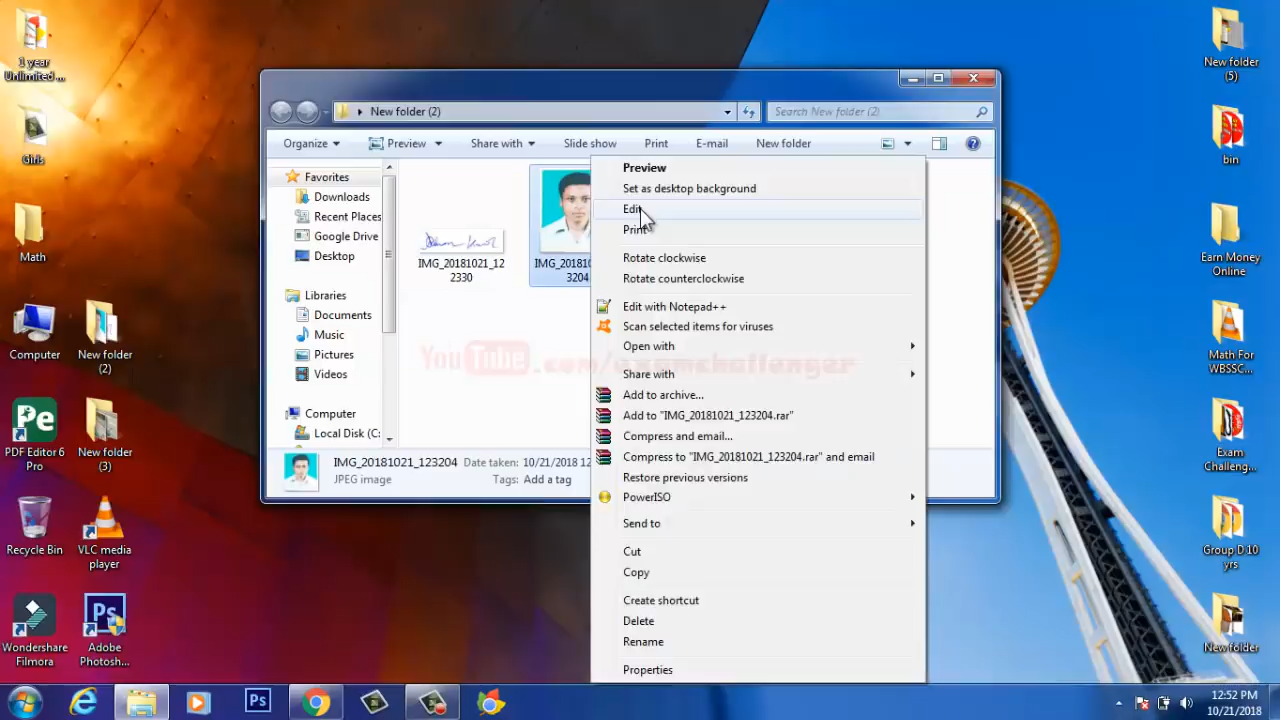 1 year
Unlimited ...
Girls
Math
Computer
New folder
(2)
PDF Editor 6
Pro
New folder
(3)
Recycle Bin
VLC media
player
Wondershare
Filmora
Adobe
Photosh...
New folder (2)
Search New folder (2)
Organize
Preview
Share with
Slide show
Print
E-mail
New folder
Favorites
Downloads
Recent Places
Google Drive
Desktop
Libraries
Documents
Music
Pictures
Videos
Computer
Local Disk (C:
IMG_20181021_12
2330
IMG_20181
3204
IMG_20181021_123204
Date taken: 10/21/2018 12
JPEG image
Tags: Add a tag
Preview
Set as desktop background
Edit
Print
Rotate clockwise
Rotate counterclockwise
Edit with Notepad++
Scan selected items for viruses
Open with
YouTube.com/examchallenger
Share with
Add to archive...
Add to "IMG_20181021_123204.rar"
Compress and email...
Compress to "IMG_20181021_123204.rar" and email
Restore previous versions
PowerISO
Send to
Cut
Copy
Create shortcut
Delete
Rename
Properties
New folder
(5)
bin
Earn Money
Online
Math For
WBSSC...
Exam
Challeng...
Group D 10
yrs
New folder
Pe
Ps
Ps
12:52 PM
10/21/2018